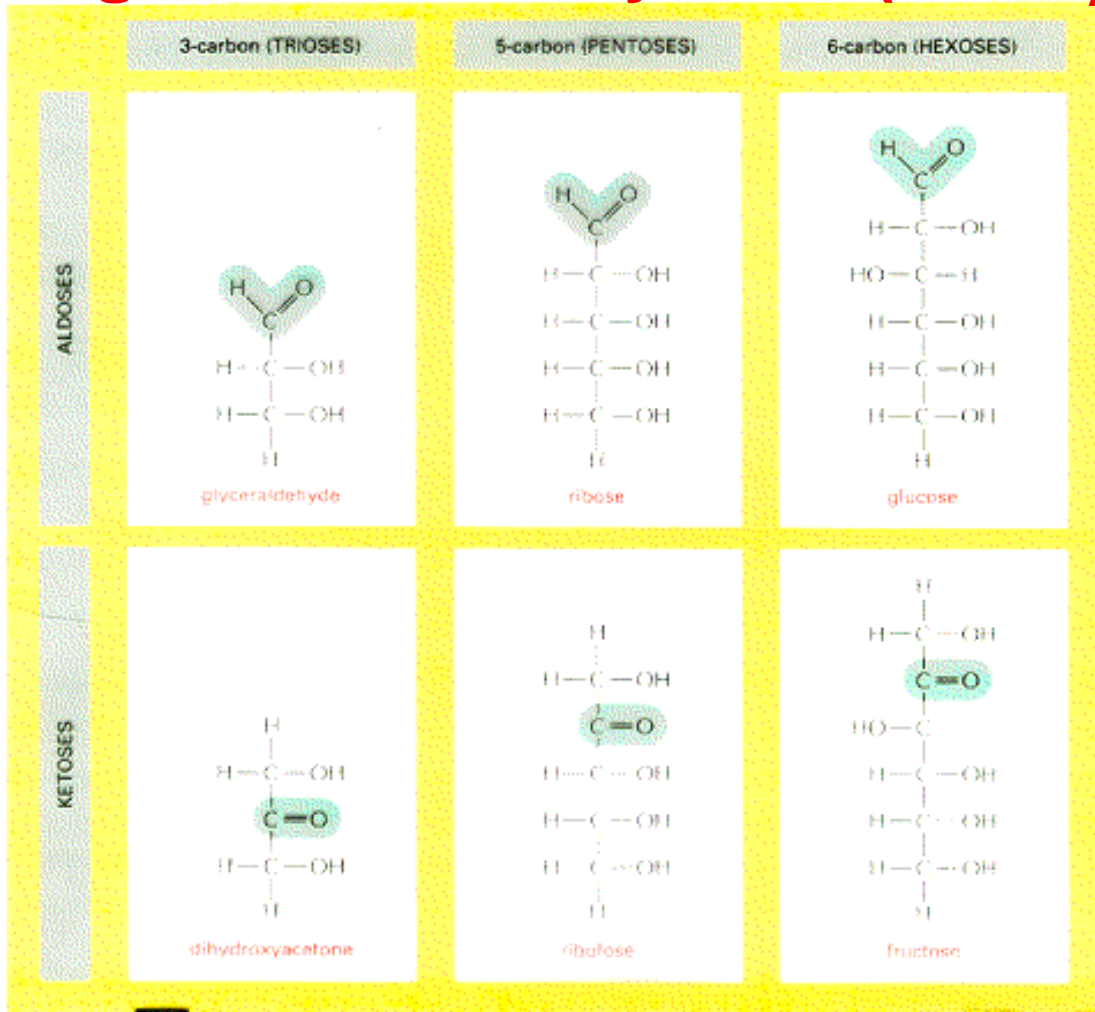 3-carbon (TRIOSES)
5-carbon (PENTOSES)
6-carbon (HEXOSES)
ALDOSES
H O
C
H—C—OH
H—C—OH
H
glyceraldehyde
H O
C
H—C—OH
H—C—OH
H—C—OH
H—C—OH
H
ribose
H O
C
H—C—OH
HO—C—H
H—C—OH
H—C—OH
H—C—OH
H
glucose
KETOSES
H
H—C—OH
C=O
H—C—OH
H
dihydroxyacetone
H
H—C—OH
C=O
H—C—OH
H—C—OH
H—C—OH
H
ribulose
H
H—C—OH
C=O
HO—C
H—C—OH
H—C—OH
H—C—OH
H
fructose